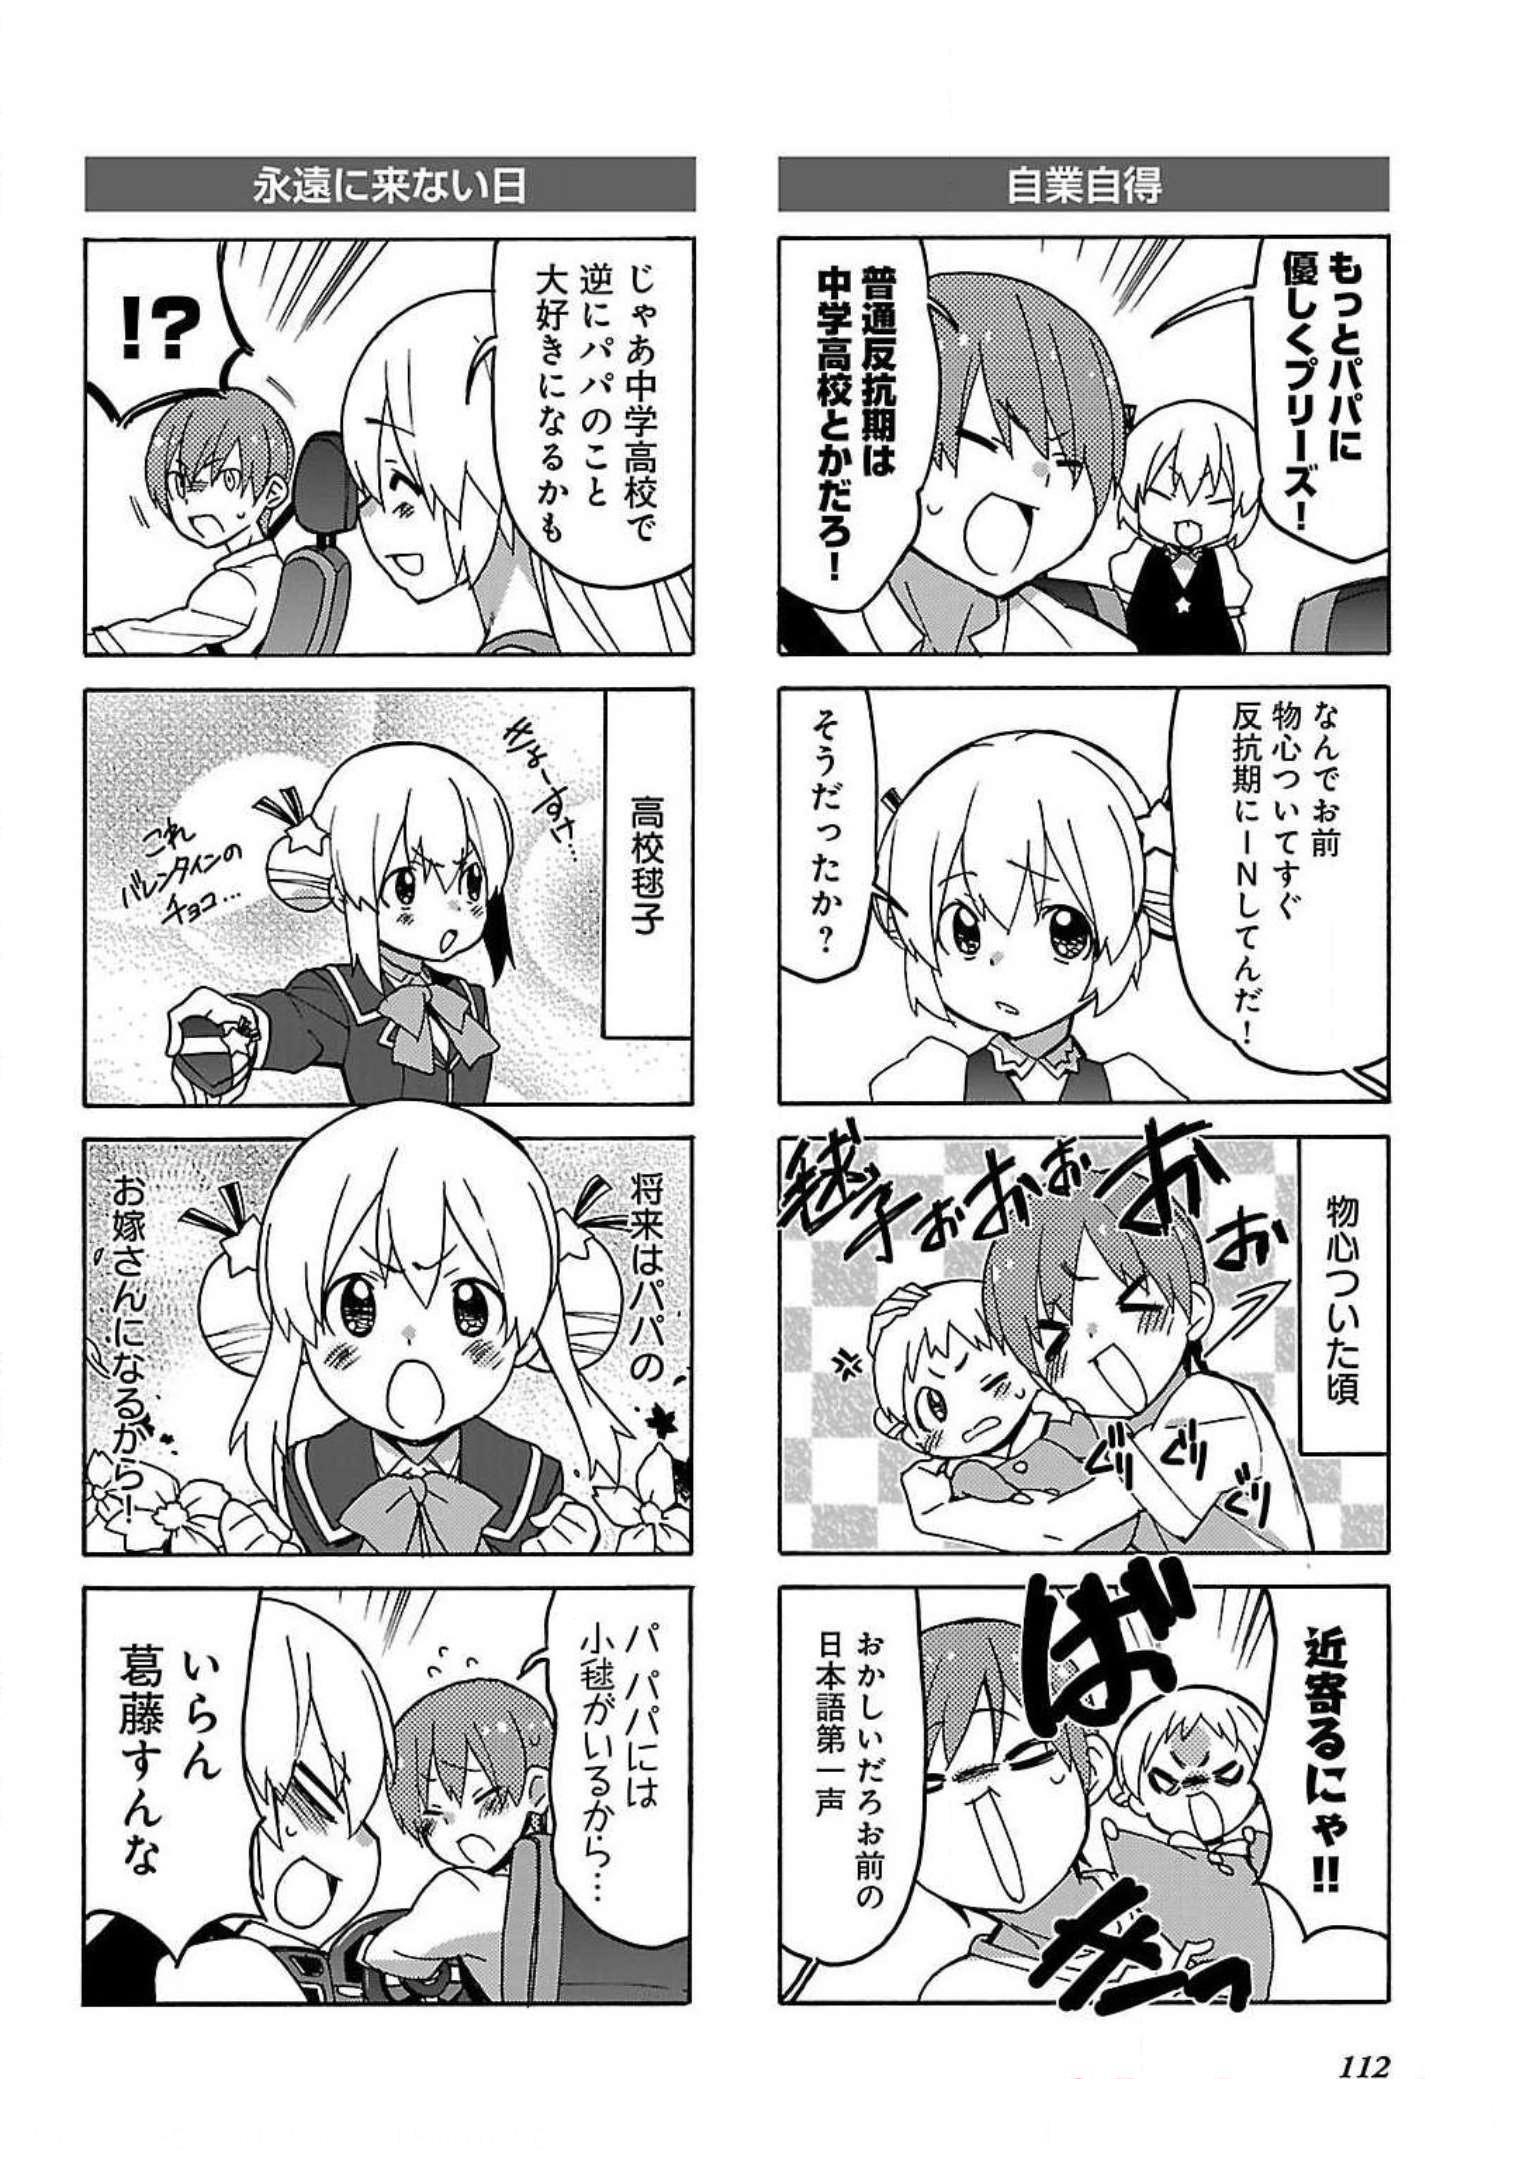 自業自得
もっとパパに
優しくプリーズ!
普通反抗期は
中学高校とかだろ!
なんでお前
物心ついてすぐ
反抗期にINしてんだ!
そうだったか?
物心ついた頃
毬子おおおおおお
ぐり
ぐり
ぐり
近寄るにゃ!!
ばキーっ
おかしいだろお前の
日本語第一声
永遠に来ない日
じゃあ中学高校で
逆にパパのこと
大好きになるかも
!?
高校毬子
きょーすけ…
これ
バレンタインの
チョコ…
将来はパパの
お嫁さんになるから!
パパパには
小毬がいるから…
いらん
葛藤すんな
112